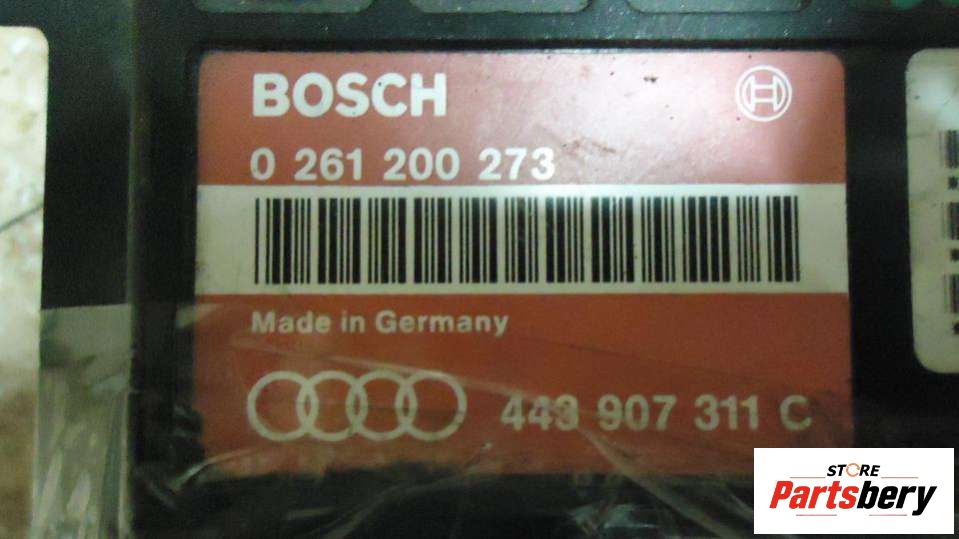 BOSCH
0 261 200 273
Made in Germany
443 907 311 C
STORE
Partsbery